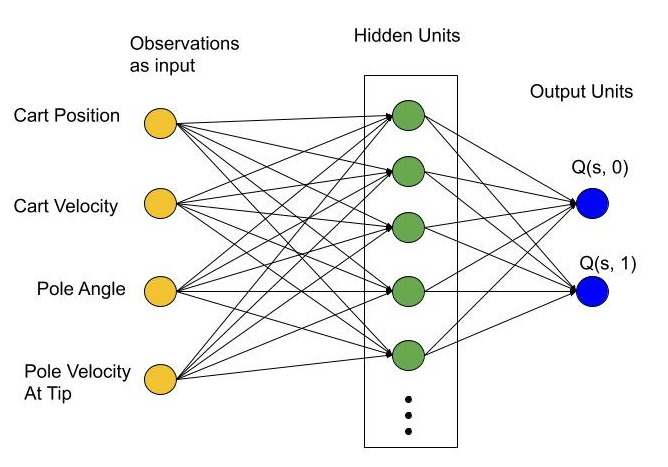 Observations
as input
Hidden Units
Output Units
Cart Position
Cart Velocity
Pole Angle
Pole Velocity
At Tip
Q(s, 0)
Q(s, 1)